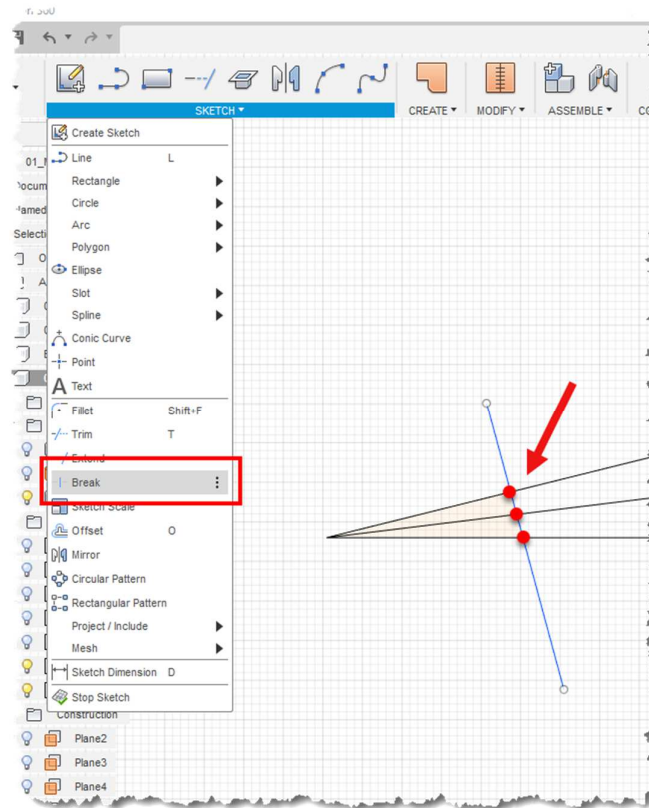 SKETCH ▾
CREATE ▾
MODIFY ▾
ASSEMBLE ▾
Create Sketch
Line L
Rectangle
Circle
Arc
Polygon
Ellipse
Slot
Spline
Conic Curve
Point
A Text
Fillet Shift+F
Trim T
Extend
Break
Sketch Scale
Offset O
Mirror
Circular Pattern
Rectangular Pattern
Project / Include
Mesh
Sketch Dimension D
Stop Sketch
Construction
Plane2
Plane3
Plane4